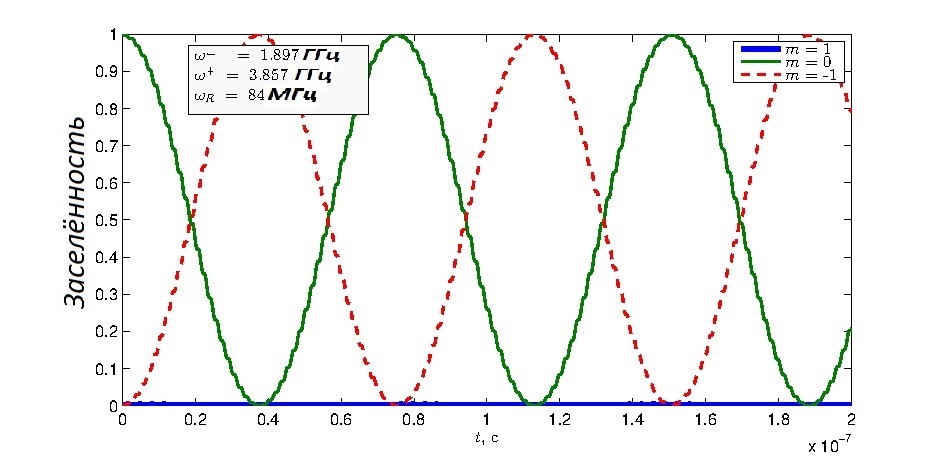 ω⁻ = 1.897 ГГц
ω⁺ = 3.857 ГГц
ω_R = 84 МГц
m = 1
m = 0
m = -1
Заселённость
1
0.9
0.8
0.7
0.6
0.5
0.4
0.3
0.2
0.1
0
0 0.2 0.4 0.6 0.8 1 1.2 1.4 1.6 1.8 2
t, с
x 10⁻⁷